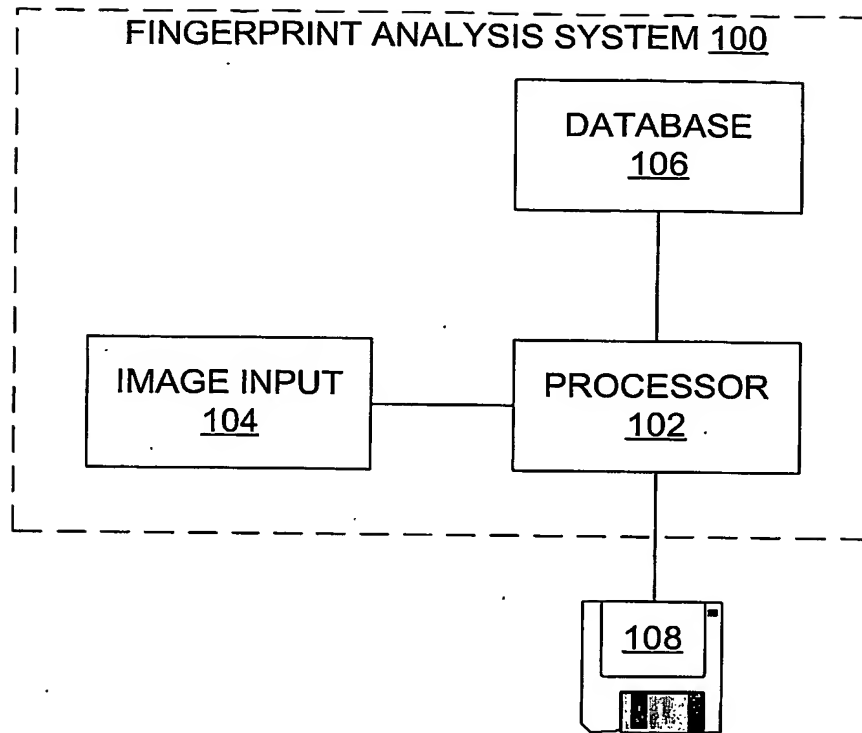 FINGERPRINT ANALYSIS SYSTEM 100
DATABASE
106
IMAGE INPUT
104
PROCESSOR
102
108